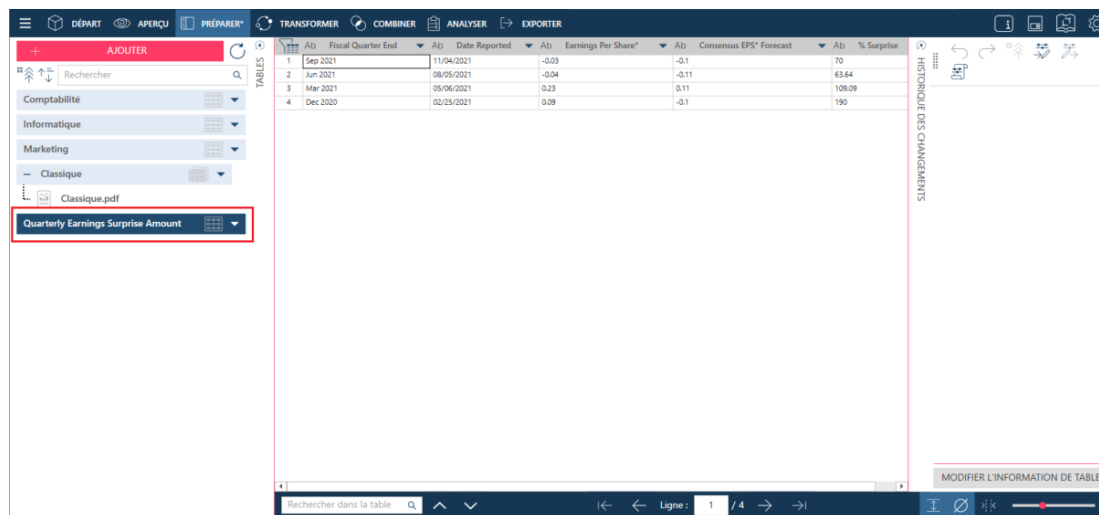 DÉPART APERÇU PRÉPARER* TRANSFORMER COMBINER ANALYSER EXPORTER
AJOUTER
Rechercher
Comptabilité
Informatique
Marketing
Classique
Classique.pdf
Quarterly Earnings Surprise Amount
TABLES
Ab Fiscal Quarter End Ab Date Reported Ab Earnings Per Share* Ab Consensus EPS* Forecast Ab % Surprise
1 Sep 2021 11/04/2021 -0.03 -0.1 70
2 Jun 2021 08/05/2021 -0.04 -0.11 63.64
3 Mar 2021 05/06/2021 0.23 0.11 109.09
4 Dec 2020 02/25/2021 0.09 -0.1 190
HISTORIQUE DES CHANGEMENTS
MODIFIER L'INFORMATION DE TABLE
Rechercher dans la table Ligne : 1 / 4